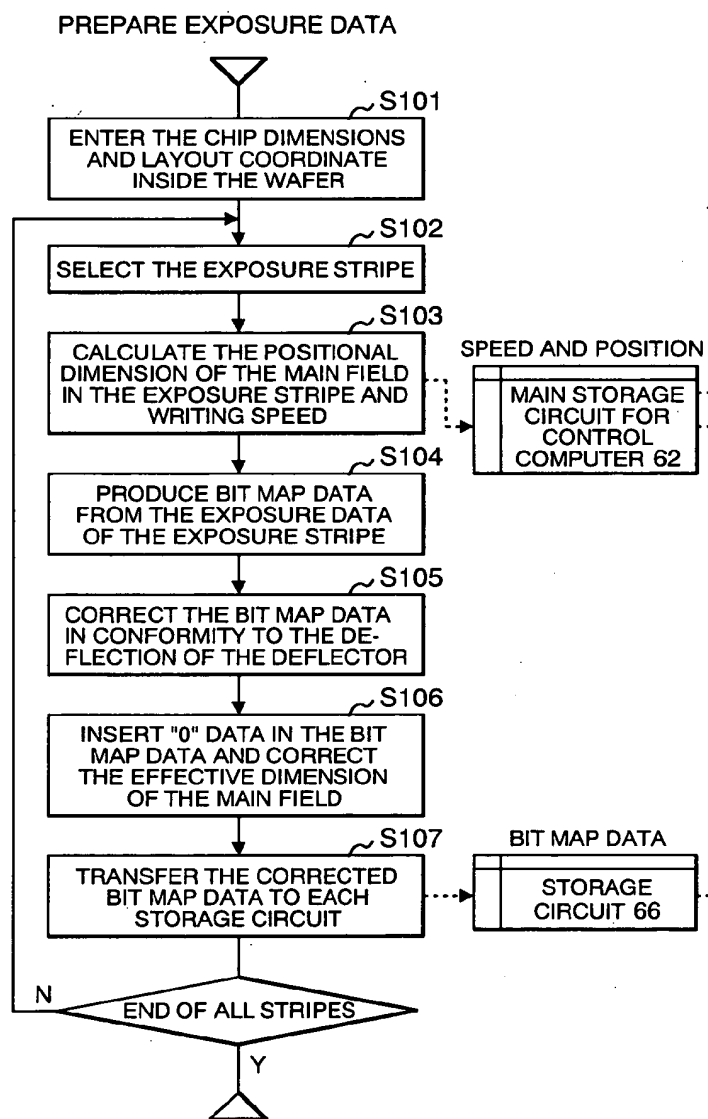 PREPARE EXPOSURE DATA
S101
ENTER THE CHIP DIMENSIONS
AND LAYOUT COORDINATE
INSIDE THE WAFER
S102
SELECT THE EXPOSURE STRIPE
S103
CALCULATE THE POSITIONAL
DIMENSION OF THE MAIN FIELD
IN THE EXPOSURE STRIPE AND
WRITING SPEED
SPEED AND POSITION
MAIN STORAGE
CIRCUIT FOR
CONTROL
COMPUTER 62
S104
PRODUCE BIT MAP DATA
FROM THE EXPOSURE DATA
OF THE EXPOSURE STRIPE
S105
CORRECT THE BIT MAP DATA
IN CONFORMITY TO THE DE-
FLECTION OF THE DEFLECTOR
S106
INSERT "0" DATA IN THE BIT
MAP DATA AND CORRECT
THE EFFECTIVE DIMENSION
OF THE MAIN FIELD
S107
TRANSFER THE CORRECTED
BIT MAP DATA TO EACH
STORAGE CIRCUIT
BIT MAP DATA
STORAGE
CIRCUIT 66
N
END OF ALL STRIPES
Y